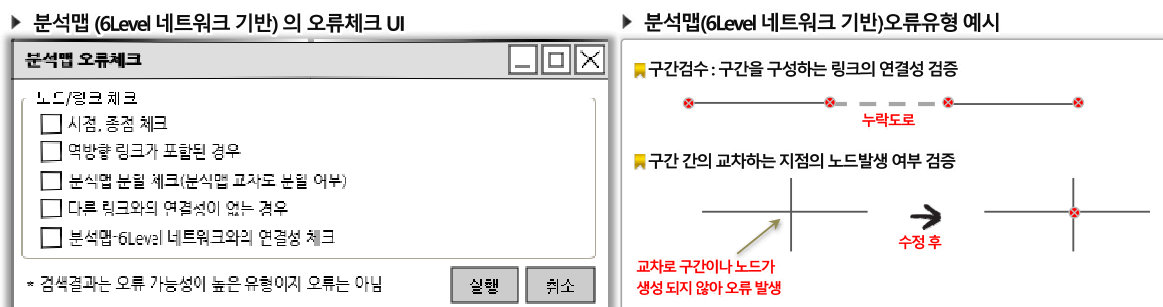 분석맵 (6Level 네트워크 기반) 의 오류체크 UI
분석맵 오류체크
노드/링크 체크
시점, 종점 체크
역방향 링크가 포함된 경우
분석맵 분할 체크(분석맵 교차로 분할 여부)
다른 링크와의 연결성이 없는 경우
분석맵-6Level 네트워크와의 연결성 체크
* 검색결과는 오류 가능성이 높은 유형이지 오류는 아님
실행
취소
분석맵(6Level 네트워크 기반)오류유형 예시
구간검수 : 구간을 구성하는 링크의 연결성 검증
누락도로
구간 간의 교차하는 지점의 노드발생 여부 검증
수정 후
교차로 구간이나 노드가
생성 되지 않아 오류 발생